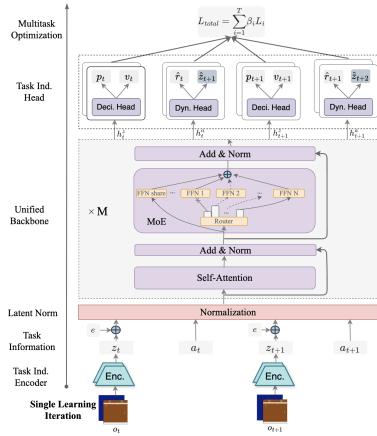 Multitask
Optimization
L_total = \sum_{i=1}^{T} β_i L_i
Task Ind.
Head
p_t v_t
r̂_t ẑ_{t+1}
p_{t+1} v_{t+1}
r̂_{t+1} ẑ_{t+2}
Deci. Head
Dyn. Head
Deci. Head
Dyn. Head
h_t^z
h_t^a
h_{t+1}^z
h_{t+1}^a
Unified
Backbone
× M
Add & Norm
FFN share
...
FFN 1
FFN 2
...
FFN N
MoE
Router
Add & Norm
Self-Attention
Latent Norm
Normalization
Task
Information
e
z_t
a_t
e
z_{t+1}
a_{t+1}
Task Ind.
Encoder
Enc.
Enc.
Single Learning
Iteration
o_t
o_{t+1}